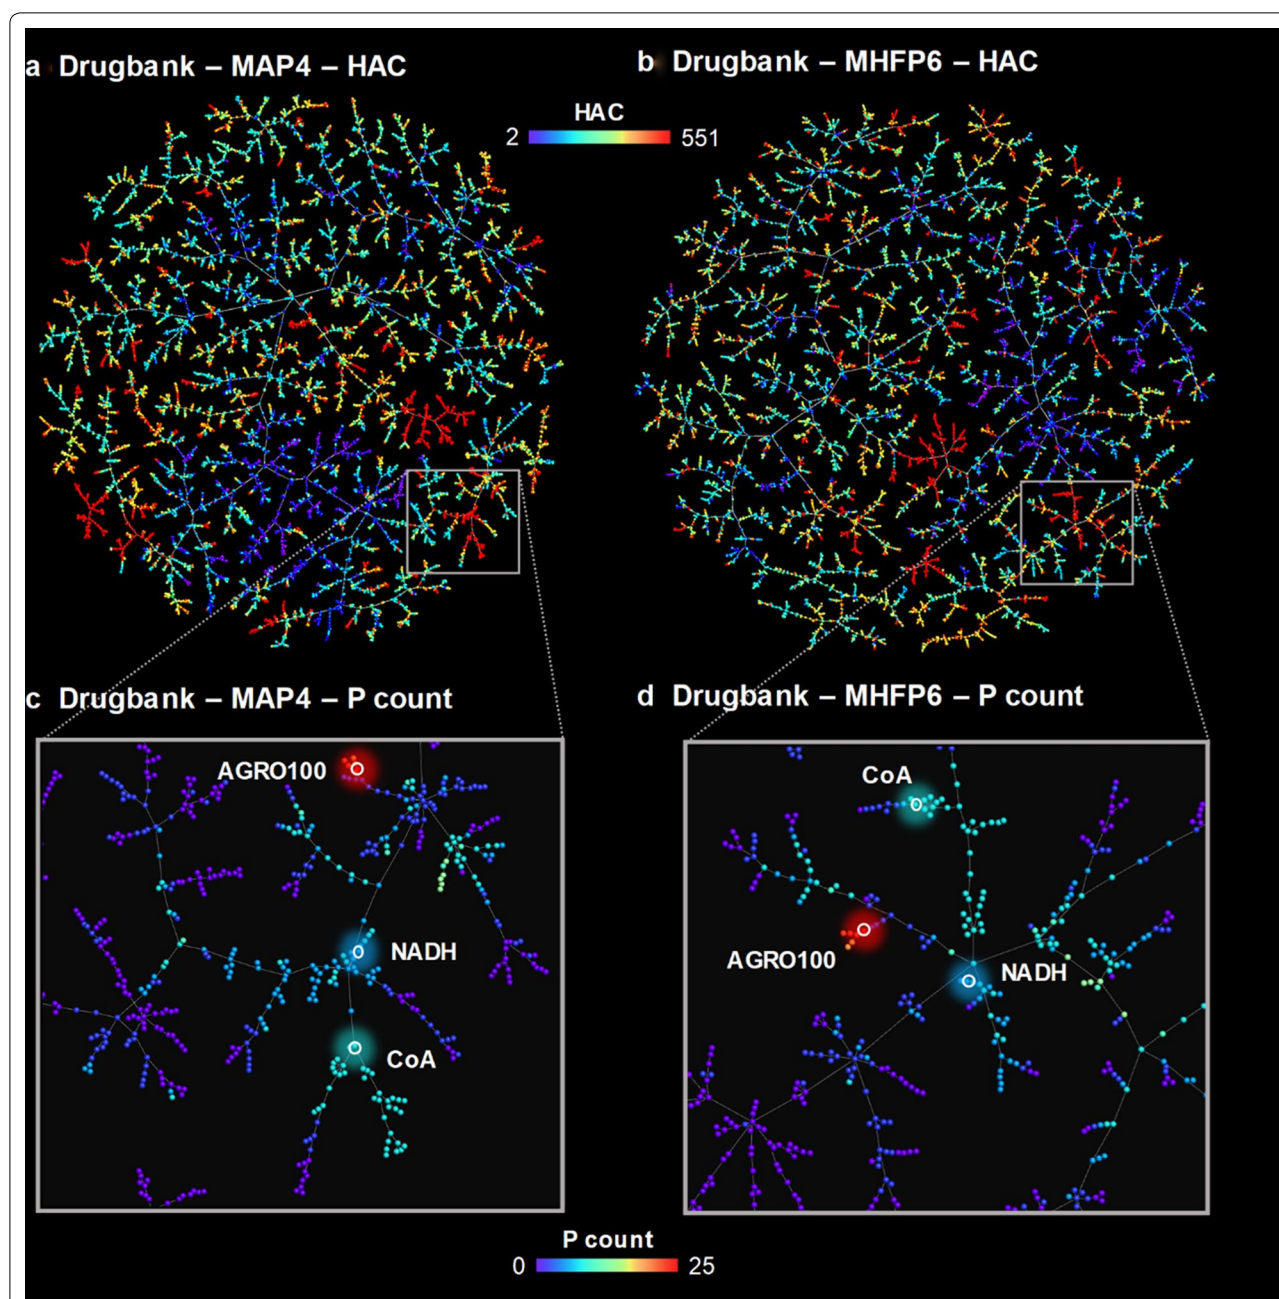 a Drugbank – MAP4 – HAC
b Drugbank – MHFP6 – HAC
HAC
2 551
c Drugbank – MAP4 – P count
d Drugbank – MHFP6 – P count
AGRO100
NADH
CoA
CoA
AGRO100
NADH
P count
0 25